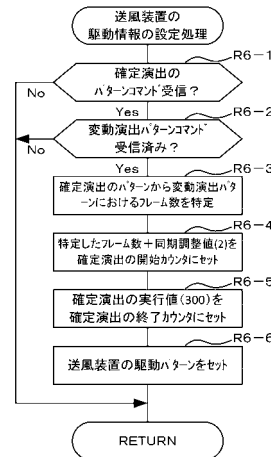 送風装置の
駆動情報の設定処理
R6-1
確定演出の
パターンコマンド受信？
No
Yes
R6-2
変動演出パターンコマンド
受信済み？
No
Yes
R6-3
確定演出のパターンから変動演出パタ
ーンにおけるフレーム数を特定
R6-4
特定したフレーム数＋同期調整値(2)を
確定演出の開始カウンタにセット
R6-5
確定演出の実行値(300)を
確定演出の終了カウンタにセット
R6-6
送風装置の駆動パターンをセット
RETURN